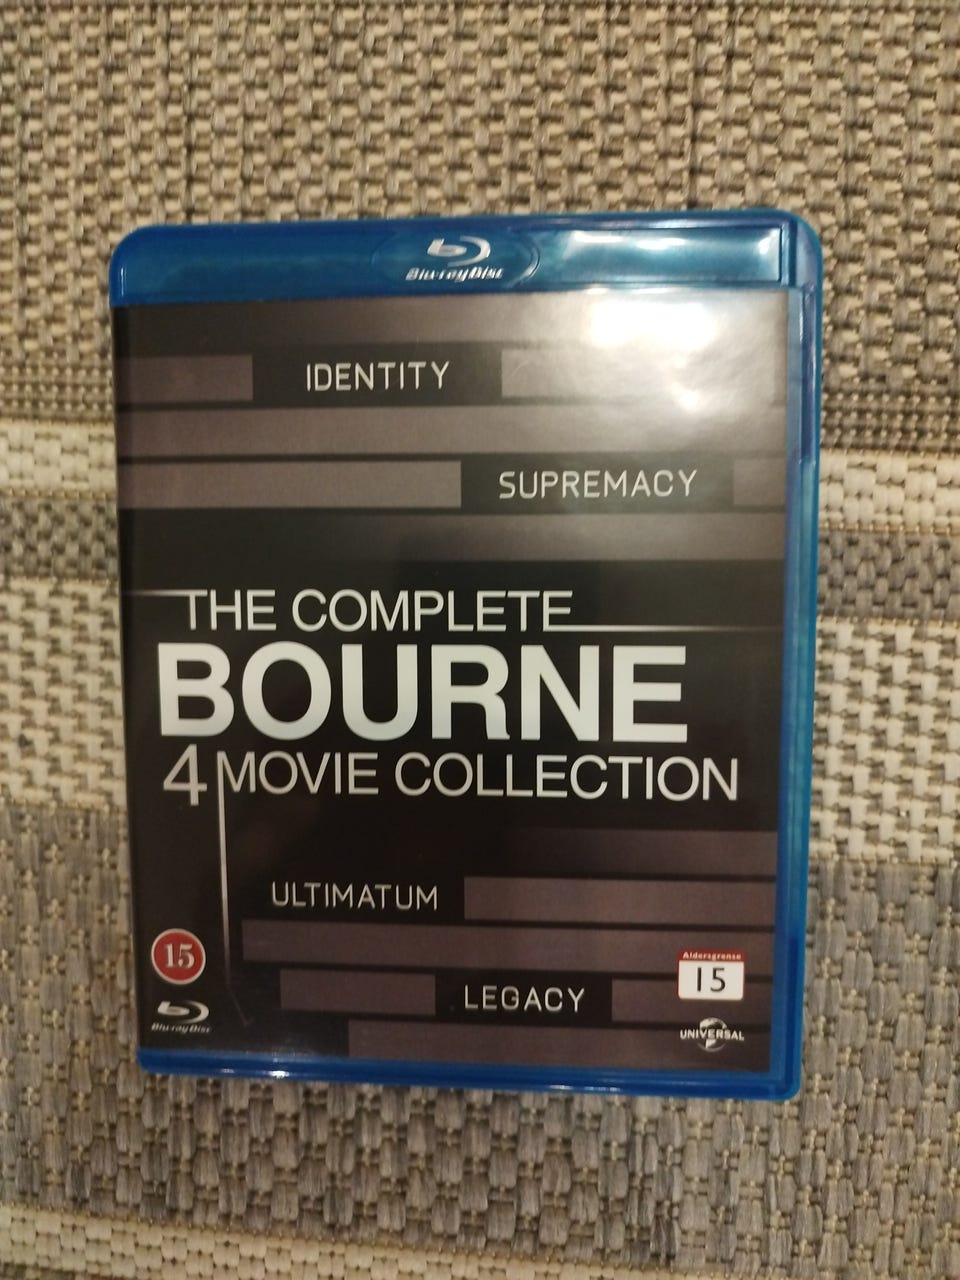 Blu-ray Disc
IDENTITY
SUPREMACY
THE COMPLETE
BOURNE
4 MOVIE COLLECTION
ULTIMATUM
LEGACY
15
Blu-ray Disc
Aldersgrense
15
UNIVERSAL